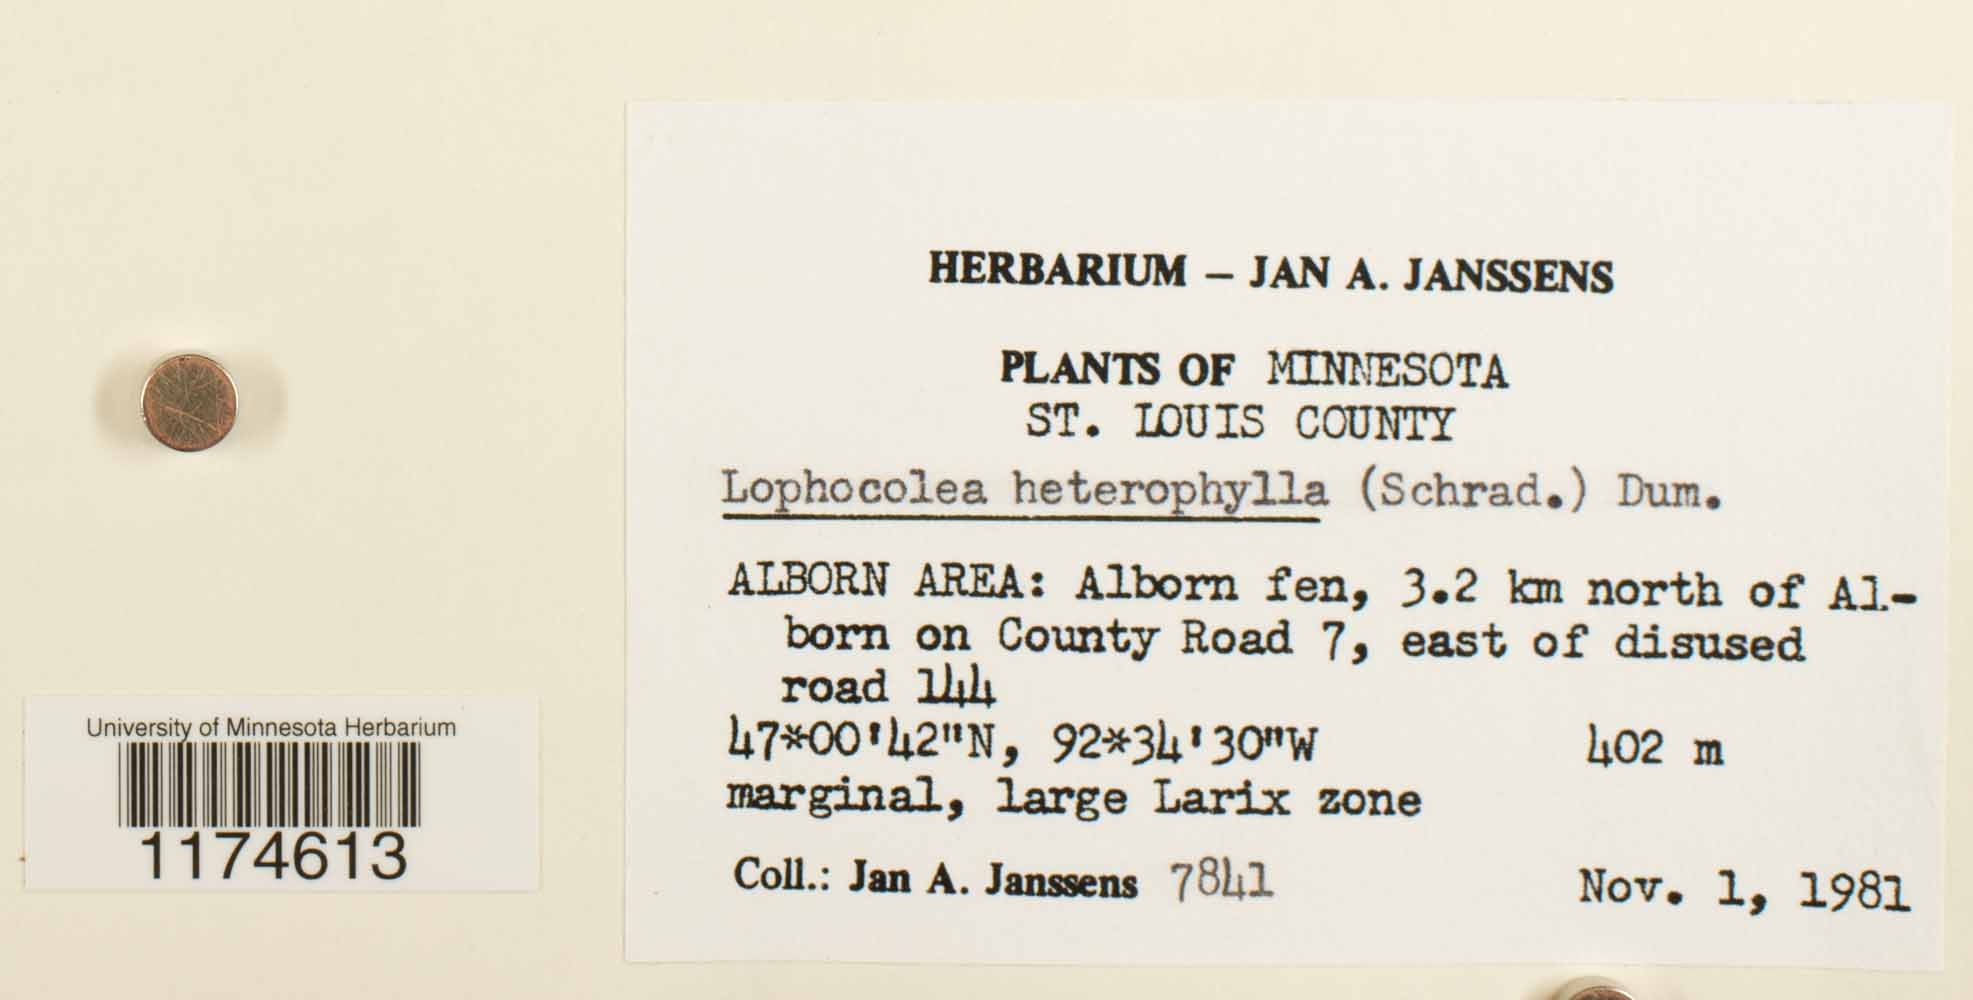 HERBARIUM – JAN A. JANSSENS
PLANTS OF MINNESOTA
ST. LOUIS COUNTY
Lophocolea heterophylla (Schrad.) Dum.
ALBORN AREA: Alborn fen, 3.2 km north of Al-
born on County Road 7, east of disused
road 144
47*00'42"N, 92*34'30"W 402 m
marginal, large Larix zone
Coll.: Jan A. Janssens 7841 Nov. 1, 1981
University of Minnesota Herbarium
1174613